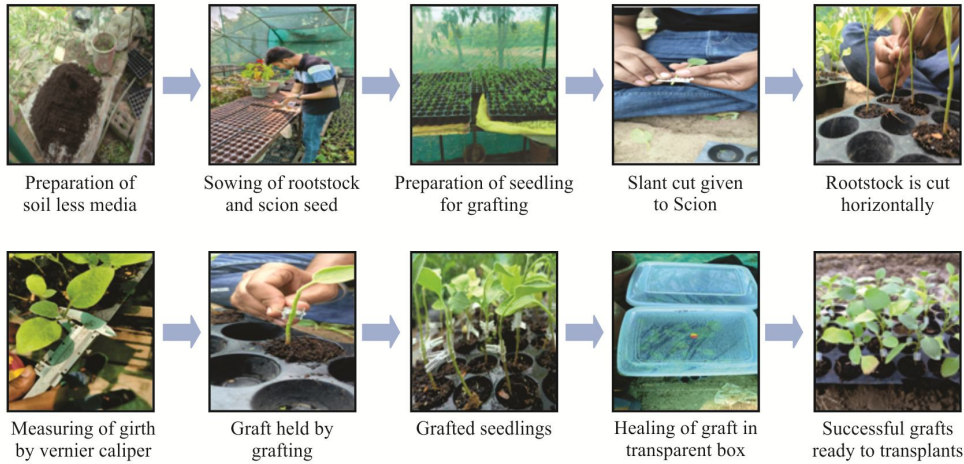 Preparation of
soil less media
Sowing of rootstock
and scion seed
Preparation of seedling
for grafting
Slant cut given
to Scion
Rootstock is cut
horizontally
Measuring of girth
by vernier caliper
Graft held by
grafting
Grafted seedlings
Healing of graft in
transparent box
Successful grafts
ready to transplants